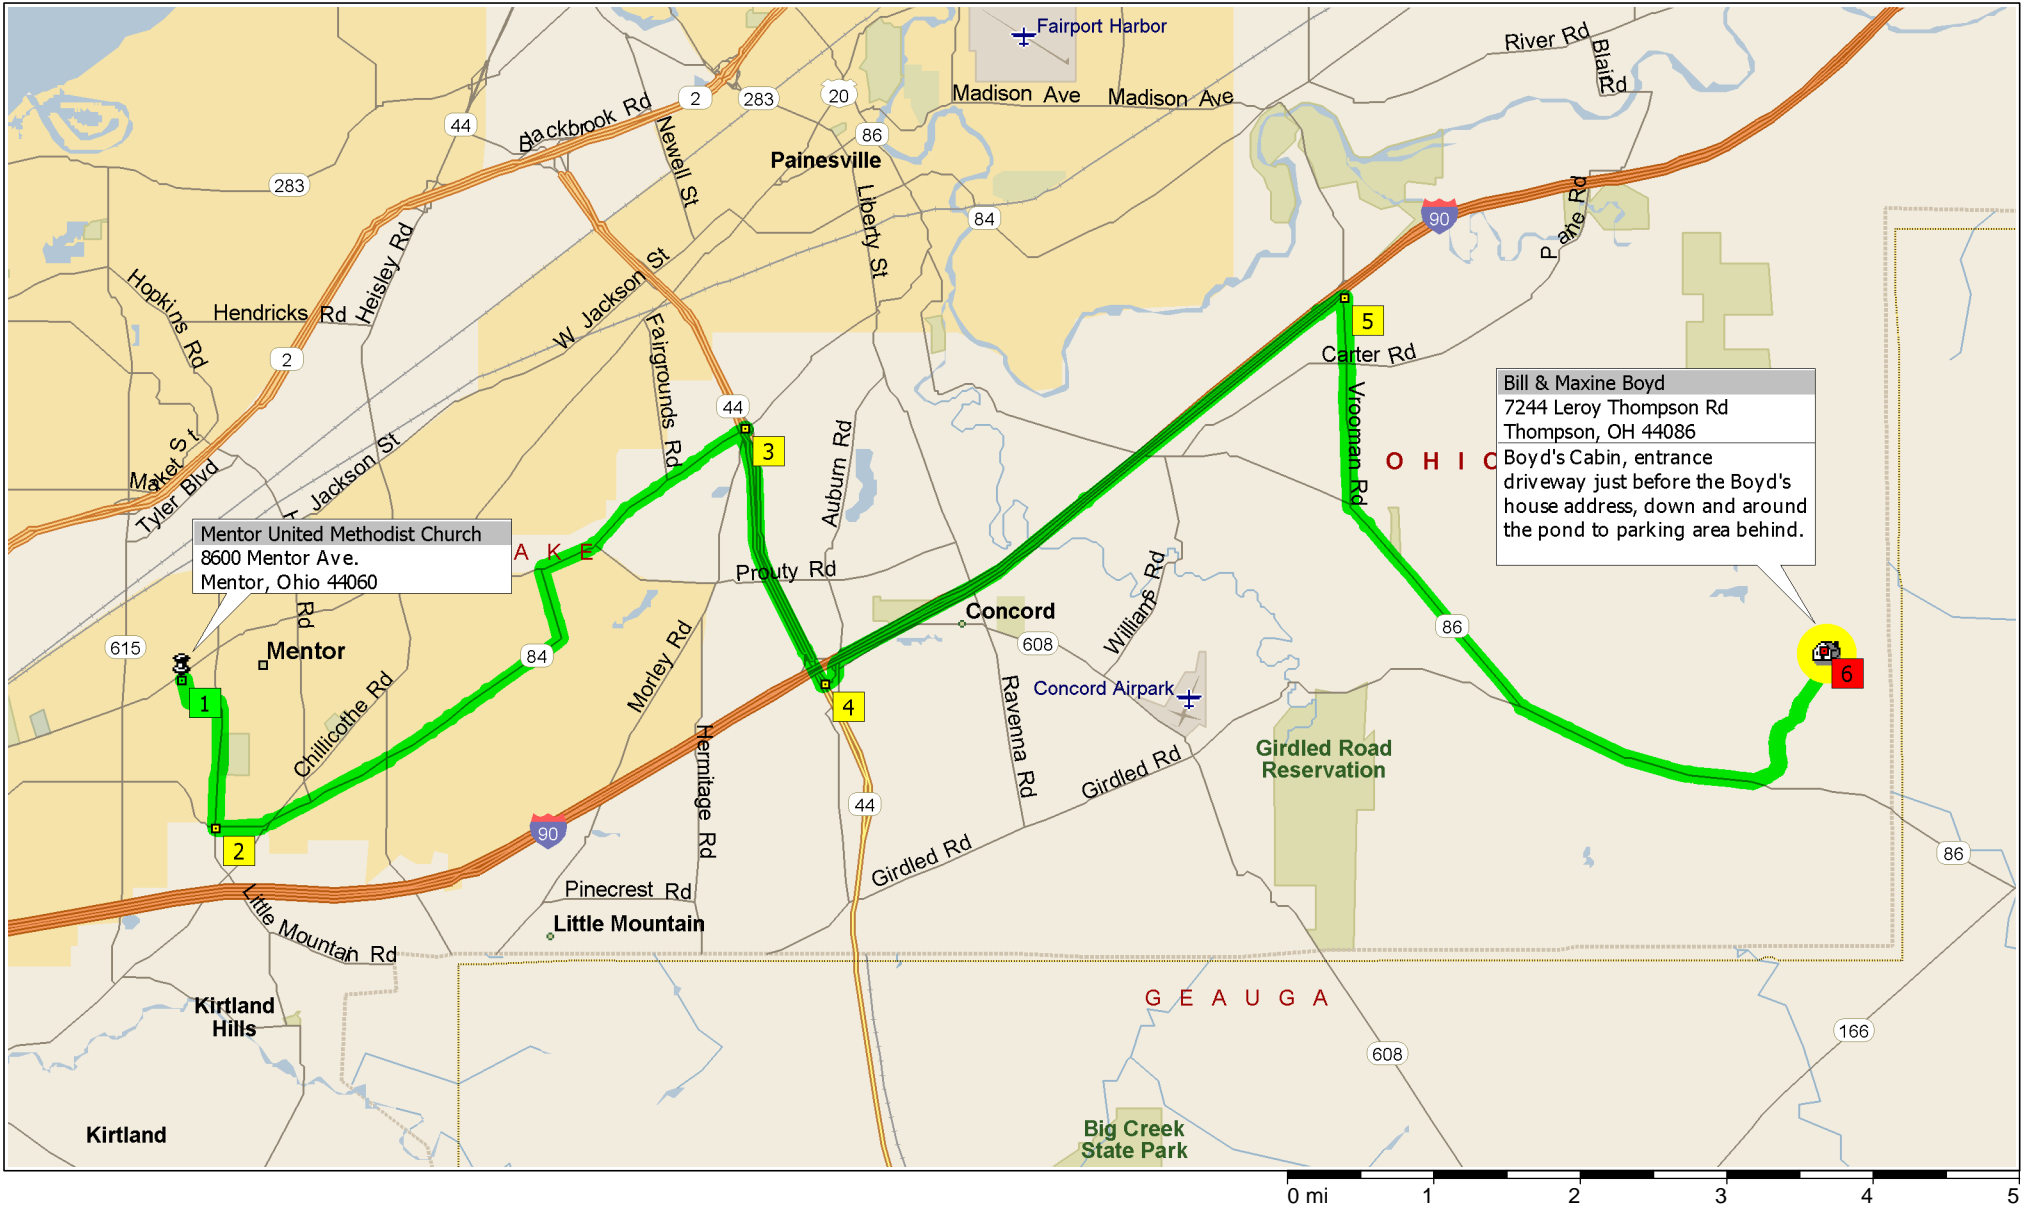 Fairport Harbor
River Rd
Blair
Rd
Madison Ave
Madison Ave
2
283
20
44
Blackbrook Rd
Newell St
86
Painesville
283
Liberty St
84
90
Paine Rd
Heisley Rd
Hopkins Rd
Hendricks Rd
W Jackson St
2
Fairgrounds Rd
5
Carter Rd
Vrooman Rd
44
3
Auburn Rd
Market St
Tyler Blvd
Jackson St
OHIO
Bill & Maxine Boyd
7244 Leroy Thompson Rd
Thompson, OH 44086
Boyd's Cabin, entrance
driveway just before the Boyd's
house address, down and around
the pond to parking area behind.
Mentor United Methodist Church
8600 Mentor Ave.
Mentor, Ohio 44060
A K E
Prouty Rd
Rd
Concord
608
Williams Rd
86
615
Mentor
84
Morley Rd
1
Chillicothe Rd
4
Ravenna Rd
Concord Airpark
6
Hermitage Rd
Girdled Road
Reservation
Girdled Rd
44
90
2
Girdled Rd
86
Pinecrest Rd
Little Mountain
Little Mountain Rd
Kirtland
Hills
GEAUGA
166
608
Kirtland
Big Creek
State Park
0 mi 1 2 3 4 5